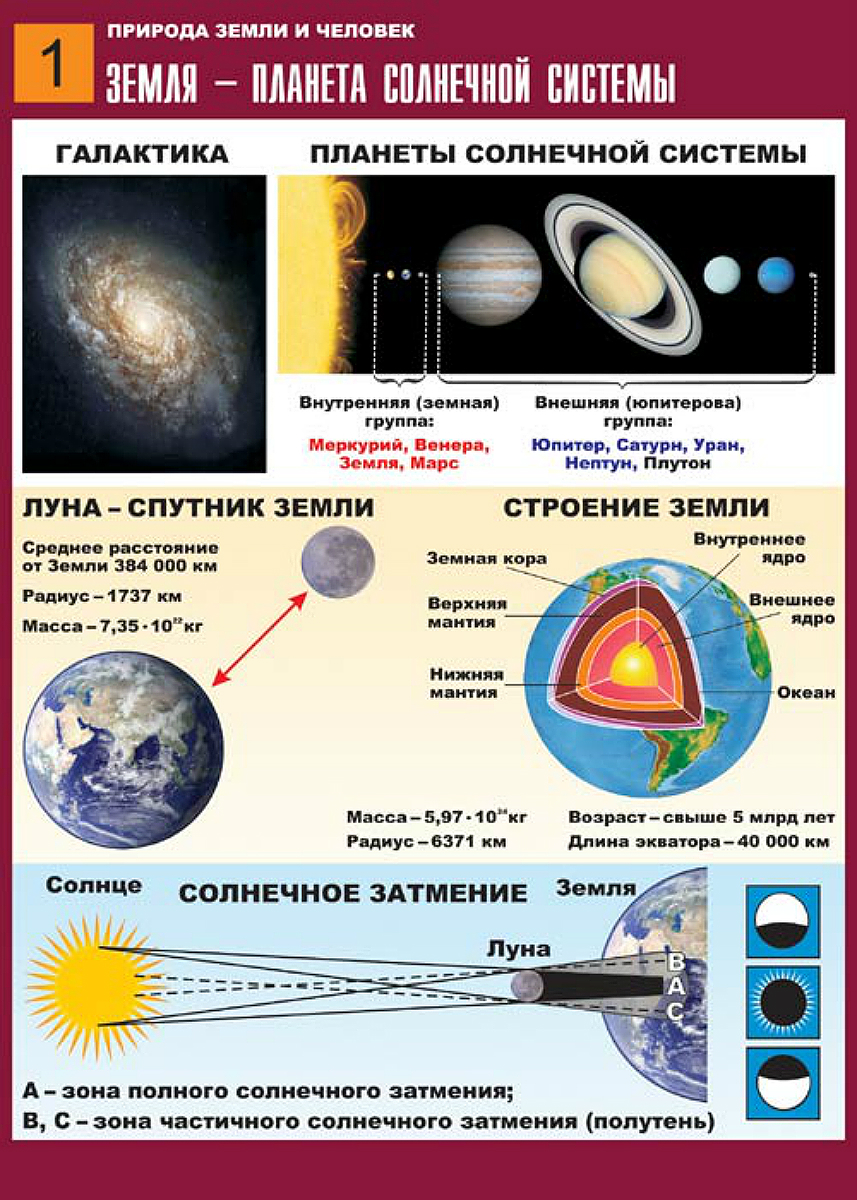 1
ПРИРОДА ЗЕМЛИ И ЧЕЛОВЕК
ЗЕМЛЯ – ПЛАНЕТА СОЛНЕЧНОЙ СИСТЕМЫ
ГАЛАКТИКА
ПЛАНЕТЫ СОЛНЕЧНОЙ СИСТЕМЫ
Внутренняя (земная)
группа:
Меркурий, Венера,
Земля, Марс
Внешняя (юпитерова)
группа:
Юпитер, Сатурн, Уран,
Нептун, Плутон
ЛУНА – СПУТНИК ЗЕМЛИ
Среднее расстояние
от Земли 384 000 км
Радиус – 1737 км
Масса – 7,35 · 10²² кг
СТРОЕНИЕ ЗЕМЛИ
Земная кора
Верхняя
мантия
Нижняя
мантия
Внутреннее
ядро
Внешнее
ядро
Океан
Масса – 5,97 · 10²⁴ кг
Радиус – 6371 км
Возраст – свыше 5 млрд лет
Длина экватора – 40 000 км
Солнце
СОЛНЕЧНОЕ ЗАТМЕНИЕ
Земля
Луна
B
A
C
А – зона полного солнечного затмения;
В, С – зона частичного солнечного затмения (полутень)